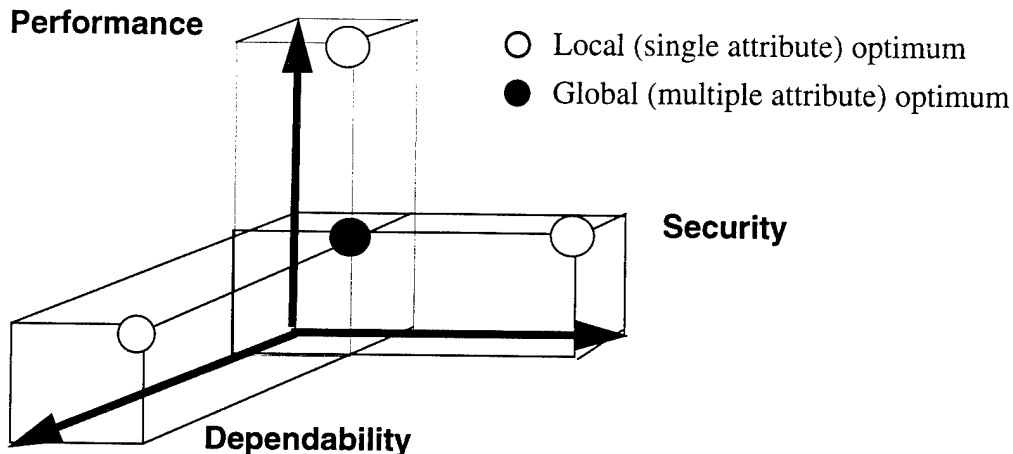 Performance
Local (single attribute) optimum
Global (multiple attribute) optimum
Security
Dependability